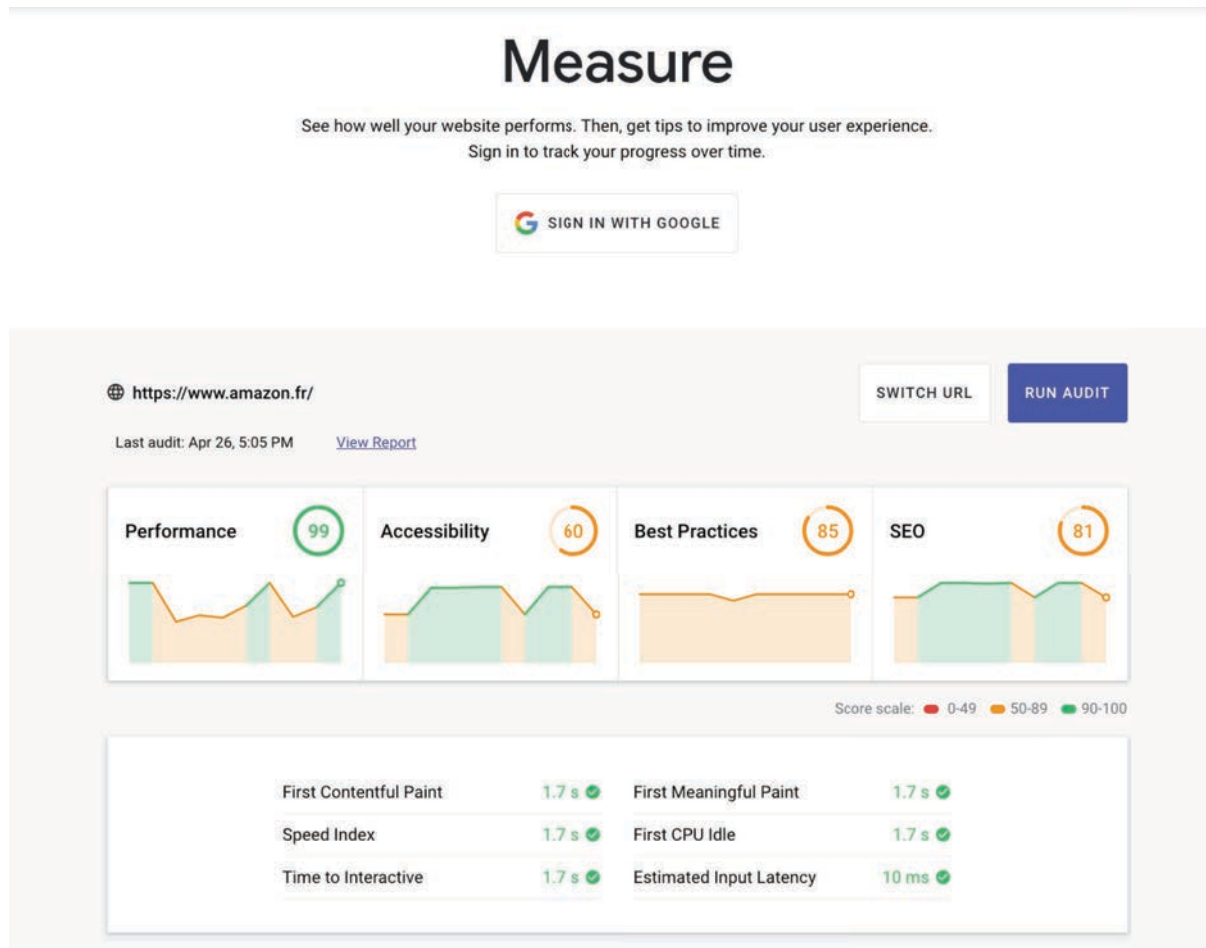 Measure
See how well your website performs. Then, get tips to improve your user experience.
Sign in to track your progress over time.
SIGN IN WITH GOOGLE
https://www.amazon.fr/
SWITCH URL
RUN AUDIT
Last audit: Apr 26, 5:05 PM
View Report
Performance 99
Accessibility 60
Best Practices 85
SEO 81
Score scale: 0-49 50-89 90-100
First Contentful Paint 1.7 s
First Meaningful Paint 1.7 s
Speed Index 1.7 s
First CPU Idle 1.7 s
Time to Interactive 1.7 s
Estimated Input Latency 10 ms